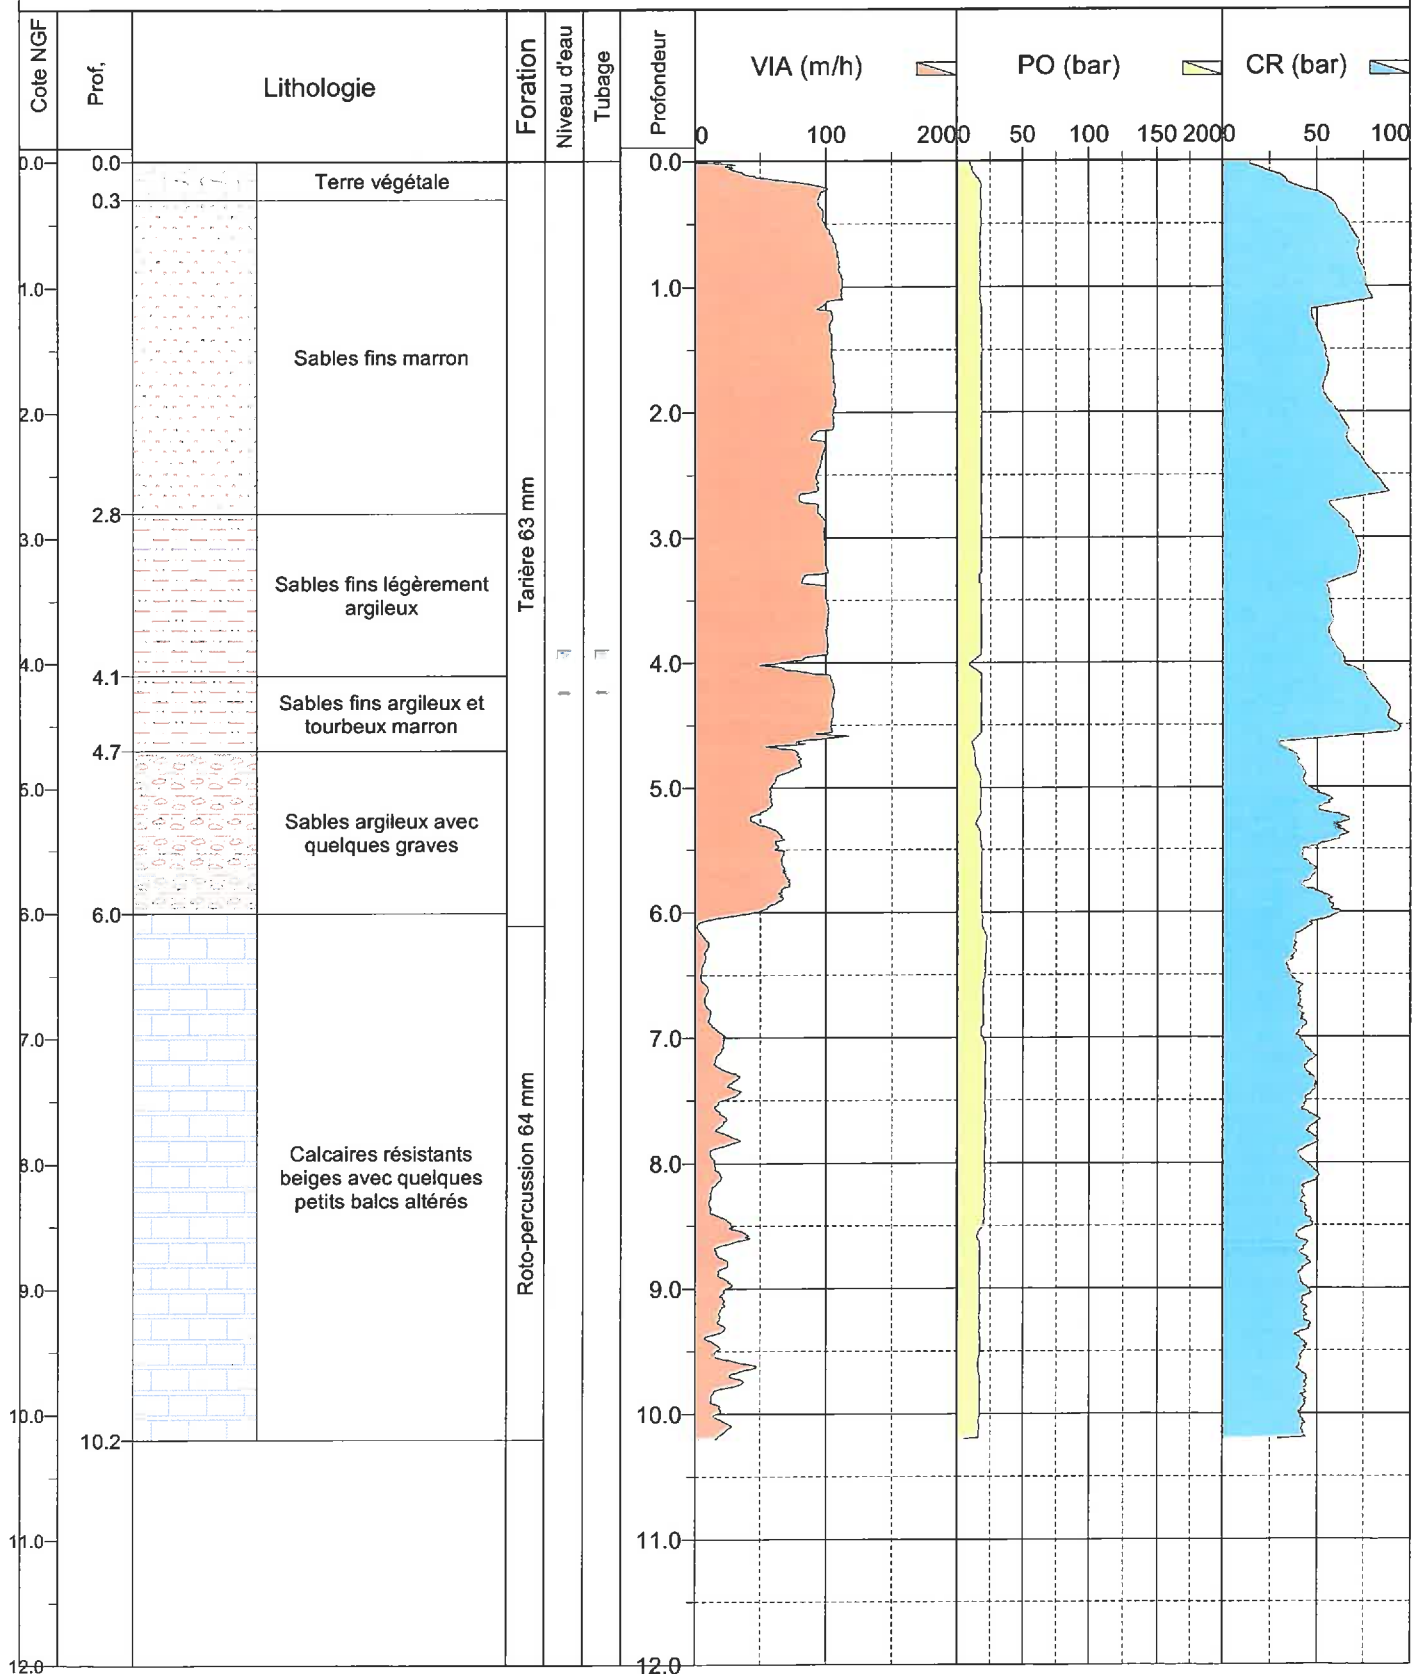 Cote NGF
Prof,
Lithologie
Foration
Niveau d'eau
Tubage
Profondeur
VIA (m/h)
PO (bar)
CR (bar)
0 100 200
0 50 100 150 200
0 50 100
0.0
1.0
2.0
3.0
4.0
5.0
6.0
7.0
8.0
9.0
10.0
11.0
12.0
0.0
0.3
2.8
4.1
4.7
6.0
10.2
Terre végétale
Sables fins marron
Sables fins légèrement
argileux
Sables fins argileux et
tourbeux marron
Sables argileux avec
quelques graves
Calcaires résistants
beiges avec quelques
petits balcs altérés
Tarière 63 mm
Roto-percussion 64 mm
0.0
1.0
2.0
3.0
4.0
5.0
6.0
7.0
8.0
9.0
10.0
11.0
12.0